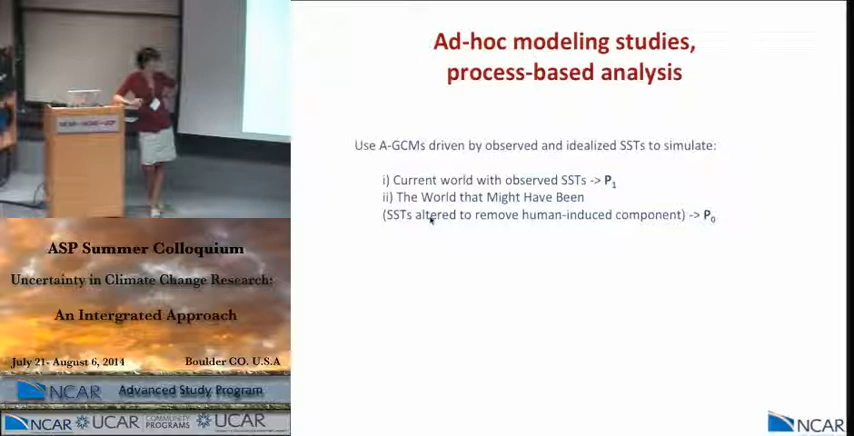 Ad-hoc modeling studies,
process-based analysis
Use A-GCMs driven by observed and idealized SSTs to simulate:
i) Current world with observed SSTs -> P1
ii) The World that Might Have Been
(SSTs altered to remove human-induced component) -> P0
ASP Summer Colloquium
Uncertainty in Climate Change Research:
An Intergrated Approach
July 21- August 6, 2014 Boulder CO. U.S.A
NCAR Advanced Study Program
NCAR UCAR COMMUNITY PROGRAMS UCAR
NCAR